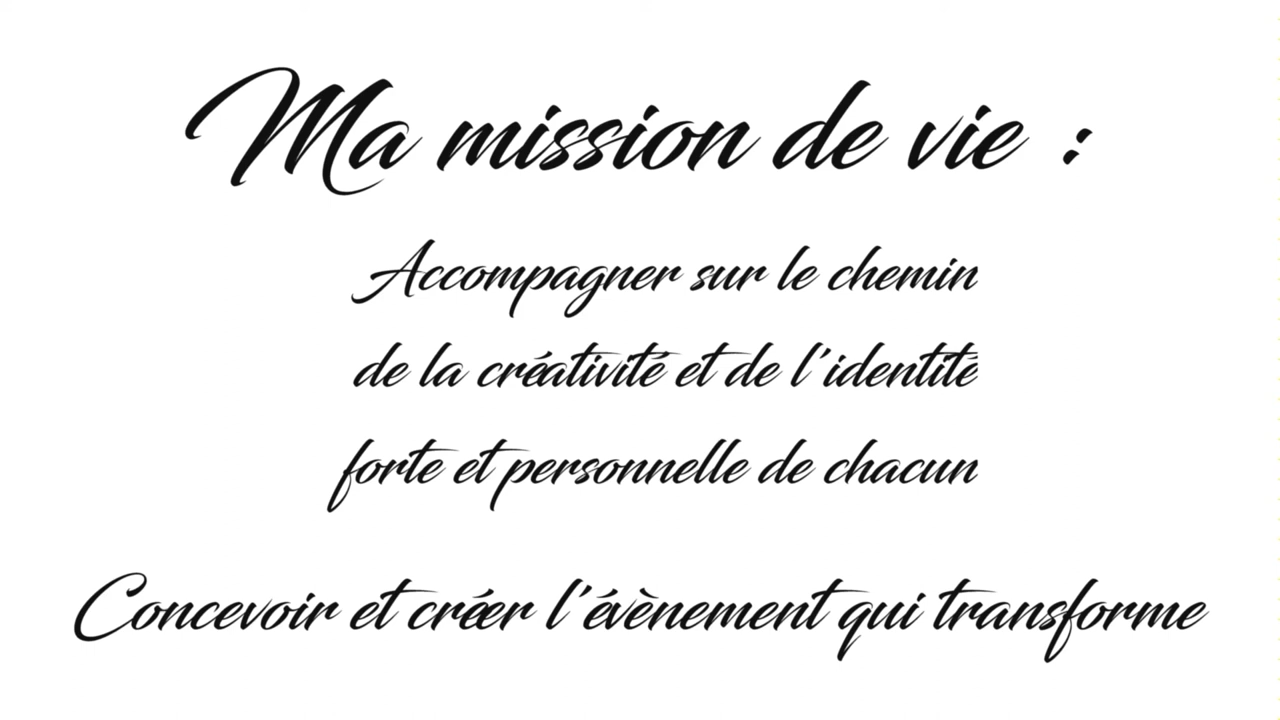 Ma mission de vie :
Accompagner sur le chemin
de la créativité et de l'identité
forte et personnelle de chacun
Concevoir et créer l'évènement qui transforme